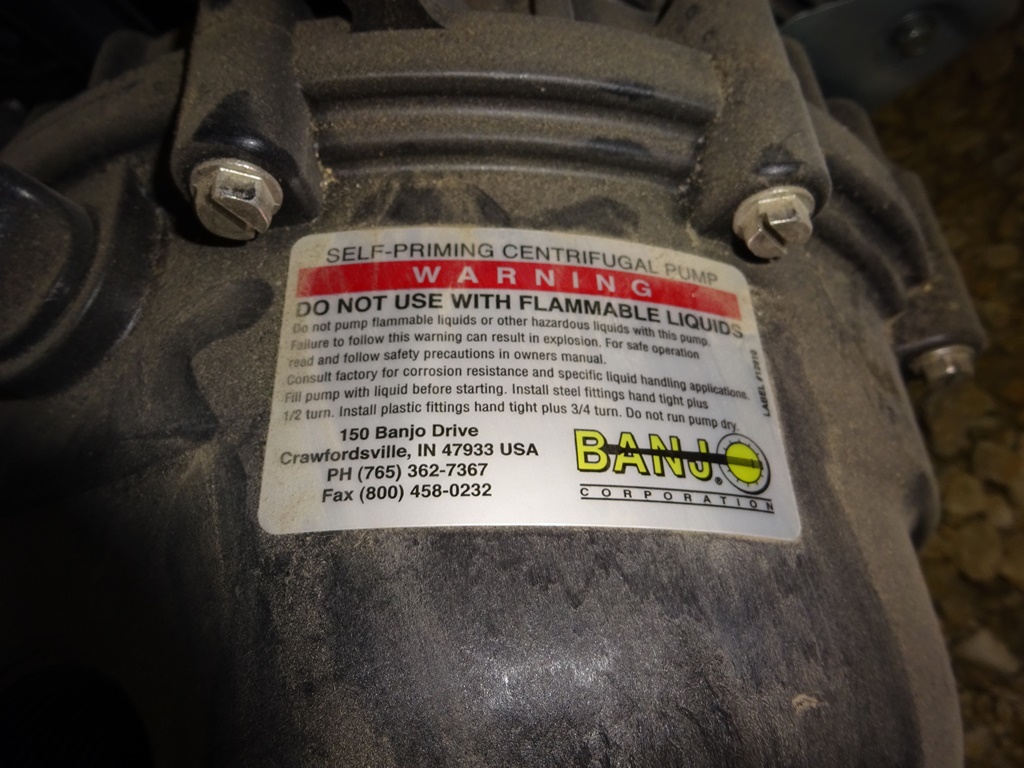 SELF-PRIMING CENTRIFUGAL PUMP
WARNING
DO NOT USE WITH FLAMMABLE LIQUIDS
Do not pump flammable liquids or other hazardous liquids with this pump.
Failure to follow this warning can result in explosion. For safe operation
read and follow safety precautions in owners manual.
Consult factory for corrosion resistance and specific liquid handling applications.
Fill pump with liquid before starting. Install steel fittings hand tight plus
1/2 turn. Install plastic fittings hand tight plus 3/4 turn. Do not run pump dry.
LABEL #12910
150 Banjo Drive
Crawfordsville, IN 47933 USA
PH (765) 362-7367
Fax (800) 458-0232
BANJO®
CORPORATION